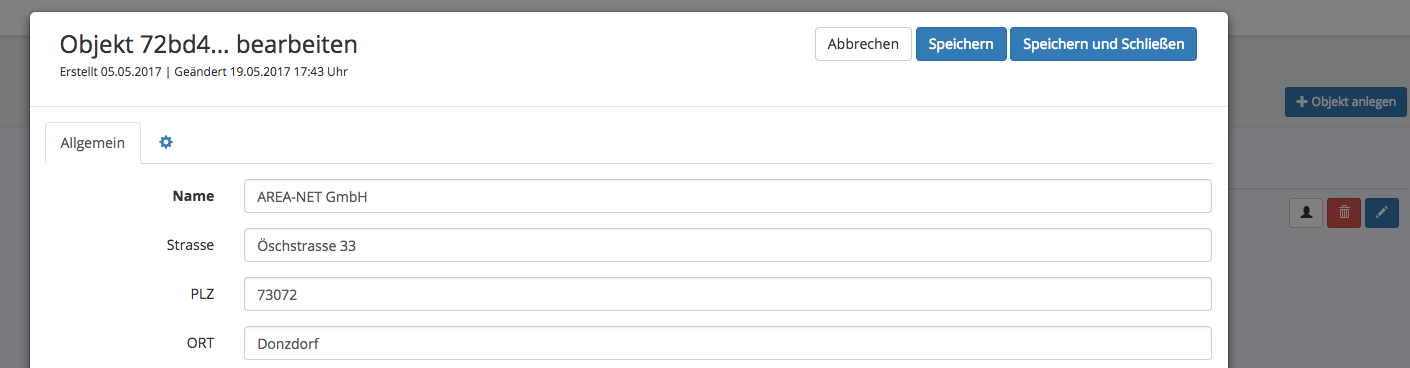 Objekt 72bd4... bearbeiten
Abbrechen
Speichern
Speichern und Schließen
Erstellt 05.05.2017 | Geändert 19.05.2017 17:43 Uhr
Objekt anlegen
Allgemein
Name AREA-NET GmbH
Strasse Öschstrasse 33
PLZ 73072
ORT Donzdorf